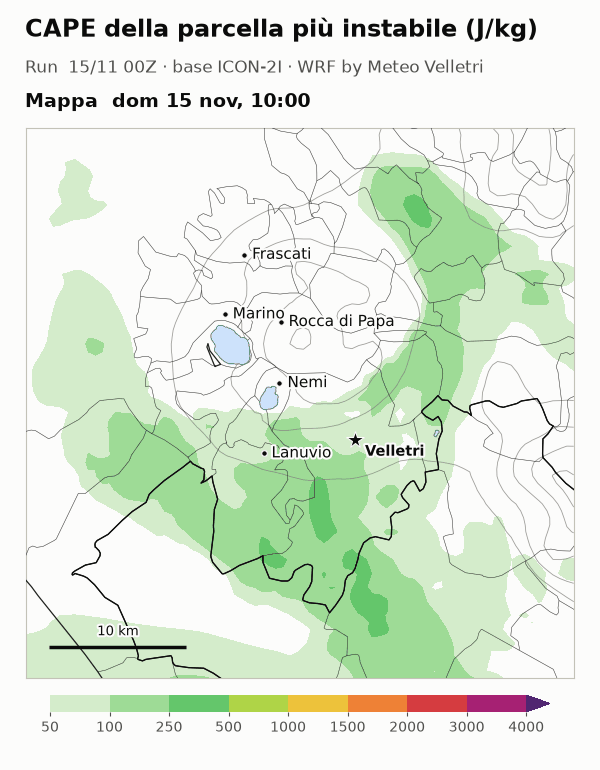 CAPE della parcella più instabile (J/kg)
Run  15/11 00Z · base ICON-2I · WRF by Meteo Velletri
Mappa  dom 15 nov, 10:00
Frascati
Marino
Rocca di Papa
Nemi
Velletri
Lanuvio
10 km
50 100 250 500 1000 1500 2000 3000 4000